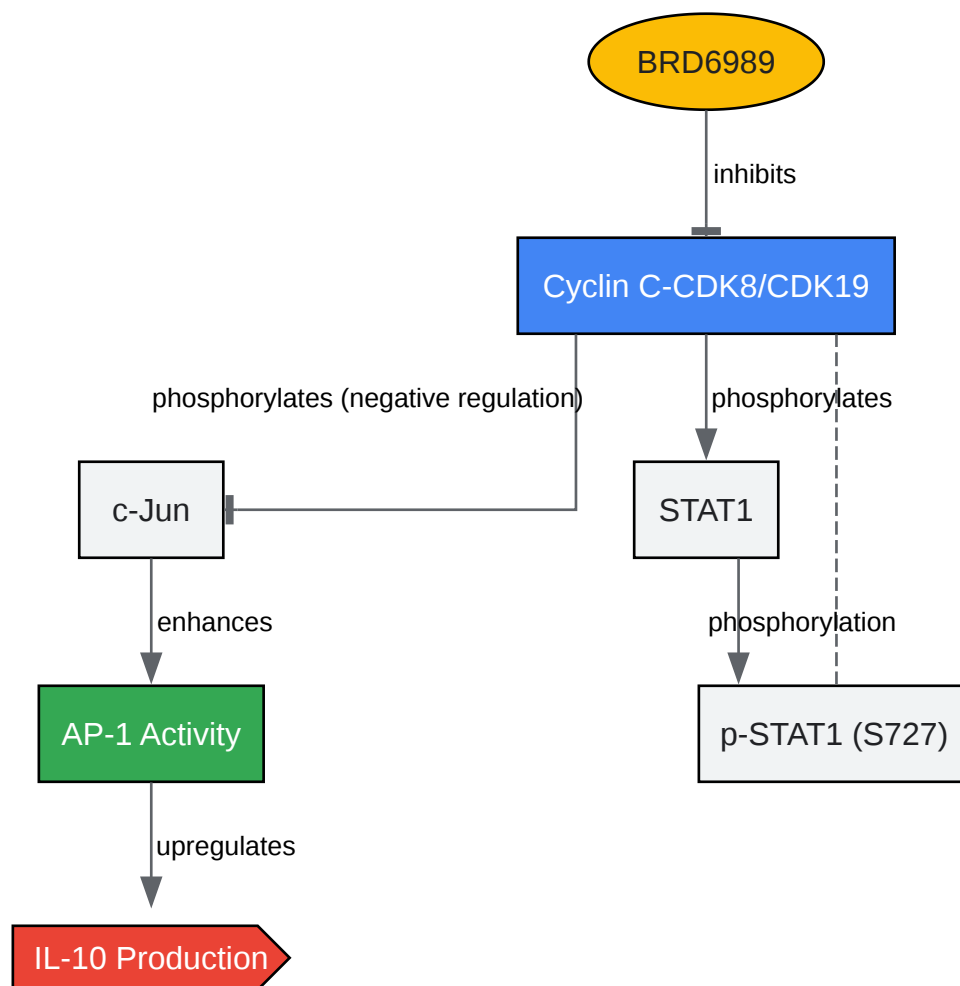 BRD6989
inhibits
Cyclin C-CDK8/CDK19
phosphorylates (negative regulation)
phosphorylates
c-Jun
STAT1
enhances
phosphorylation
AP-1 Activity
p-STAT1 (S727)
upregulates
IL-10 Production